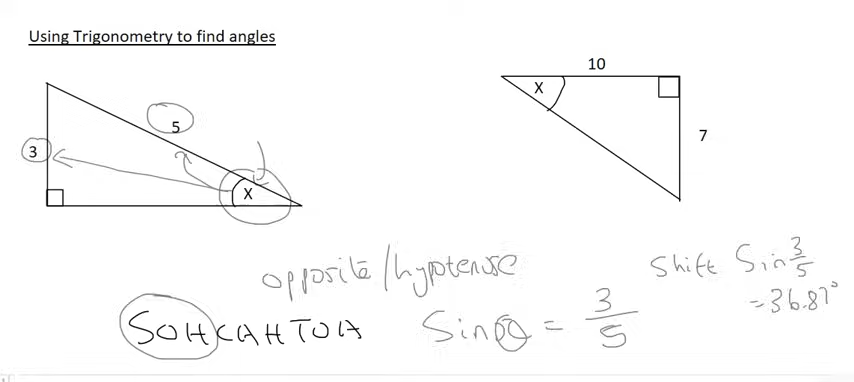 Using Trigonometry to find angles
10
X
5
3
7
X
opposite/hypotenuse
Shift Sin 3/5
= 36.87°
SOHCAHTOA
Sin = 3/5